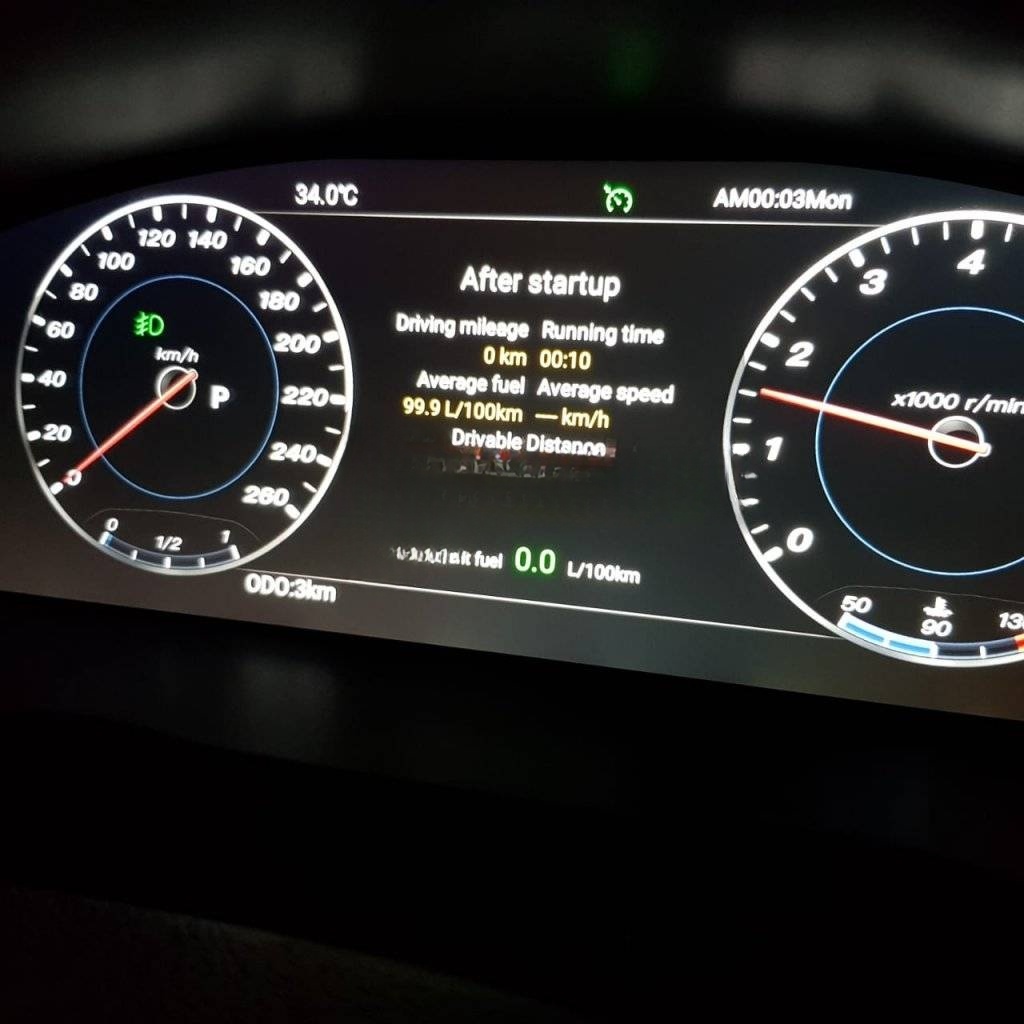 34.0°C
AM00:03Mon
0
20
40
60
80
100
120
140
160
180
200
220
240
260
km/h
P
0
1/2
1
After startup
Driving mileage Running time
0 km 00:10
Average fuel Average speed
99.9 L/100km — km/h
Drivable Distance
fuel 0.0 L/100km
ODO:3km
0
1
2
3
4
x1000 r/min
50
90